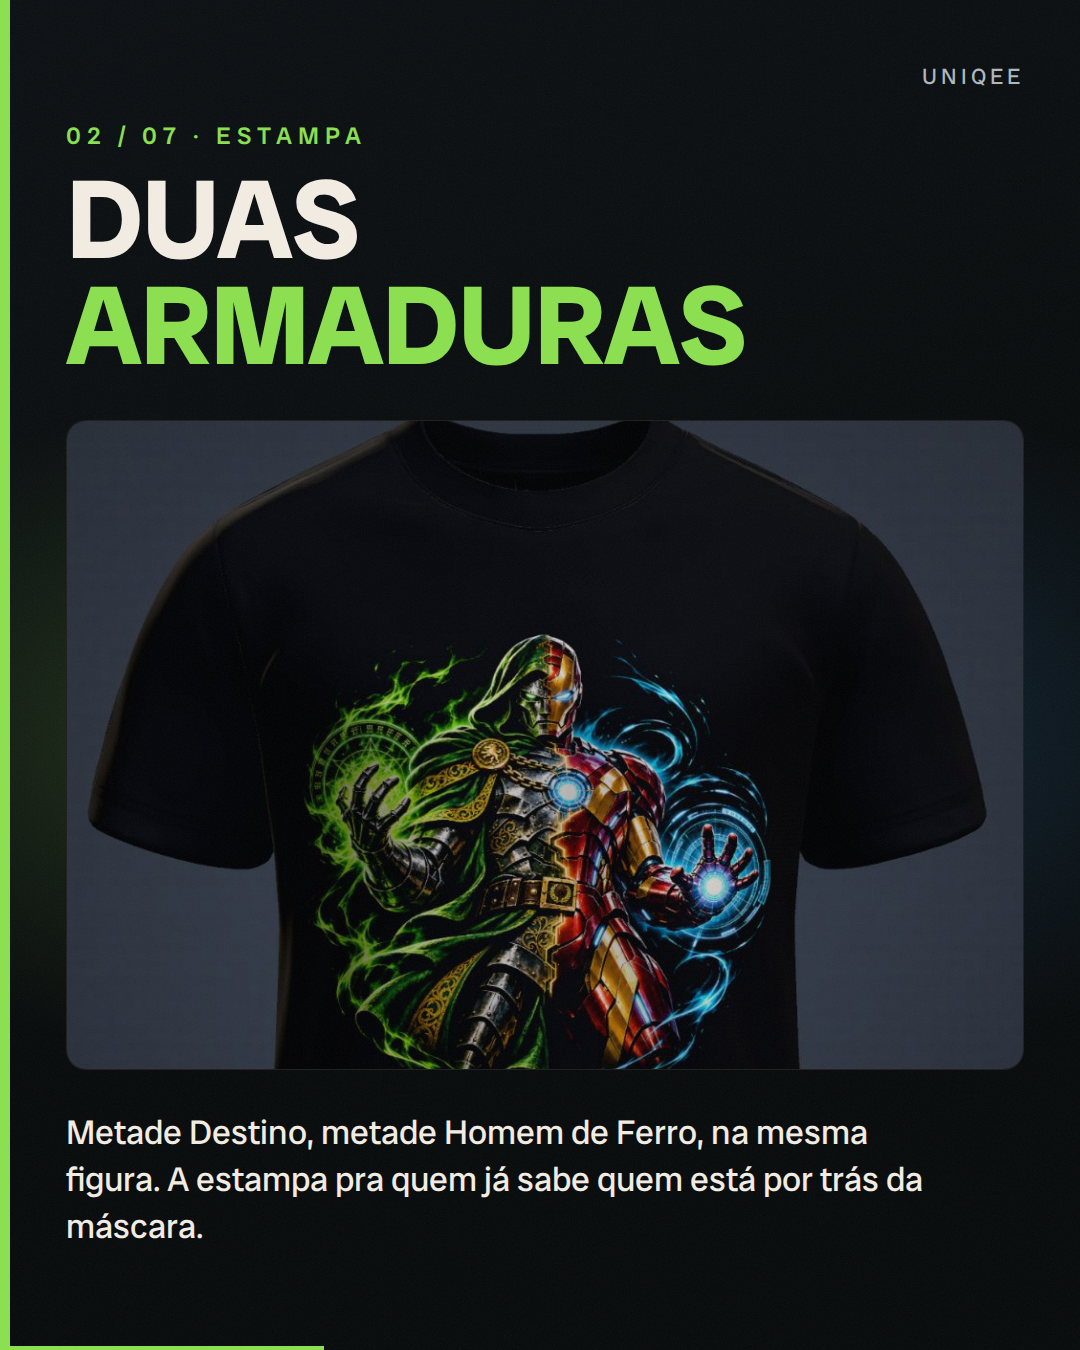 UNIQEE
02 / 07 · ESTAMPA
DUAS
ARMADURAS
Metade Destino, metade Homem de Ferro, na mesma
figura. A estampa pra quem já sabe quem está por trás da
máscara.